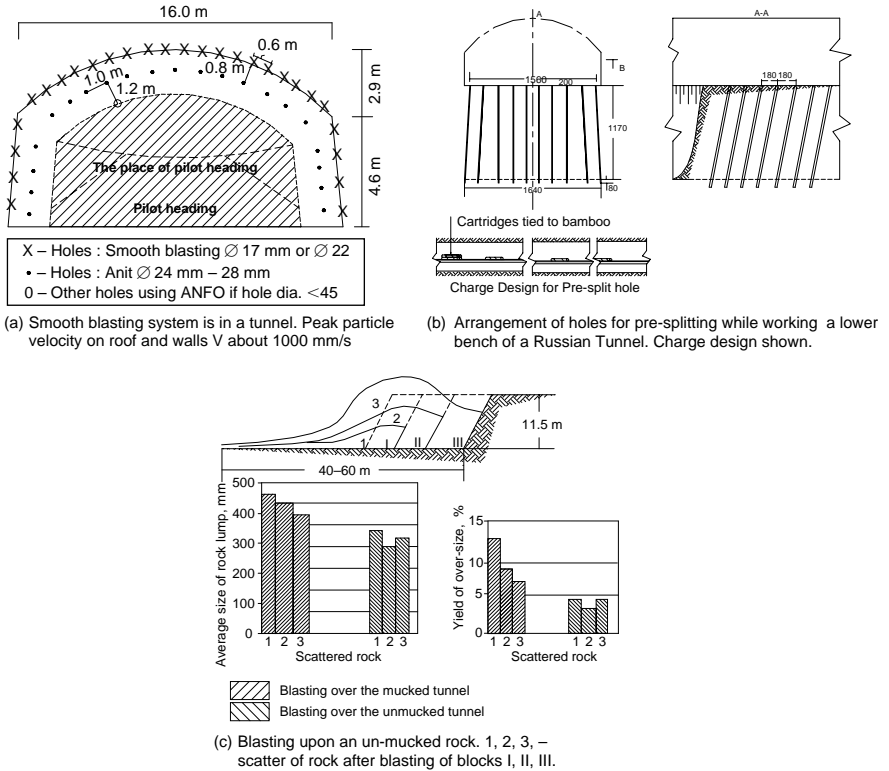 16.0 m
0.6 m
0.8 m
1.0 m
1.2 m
2.9 m
4.6 m
The place of pilot heading
Pilot heading
X – Holes : Smooth blasting ∅ 17 mm or ∅ 22
• – Holes : Anit ∅ 24 mm – 28 mm
0 – Other holes using ANFO if hole dia. <45
(a) Smooth blasting system is in a tunnel. Peak particle
velocity on roof and walls V about 1000 mm/s
A
B
1560
200
1170
80
1640
A-A
180 180
Cartridges tied to bamboo
Charge Design for Pre-split hole
(b) Arrangement of holes for pre-splitting while working a lower
bench of a Russian Tunnel. Charge design shown.
3
2
1 I II III
11.5 m
40–60 m
Average size of rock lump, mm
500
400
300
200
100
0
1 2 3 1 2 3
Scattered rock
Yield of over-size, %
15
10
5
0
1 2 3 1 2 3
Scattered rock
Blasting over the mucked tunnel
Blasting over the unmucked tunnel
(c) Blasting upon an un-mucked rock. 1, 2, 3, –
scatter of rock after blasting of blocks I, II, III.